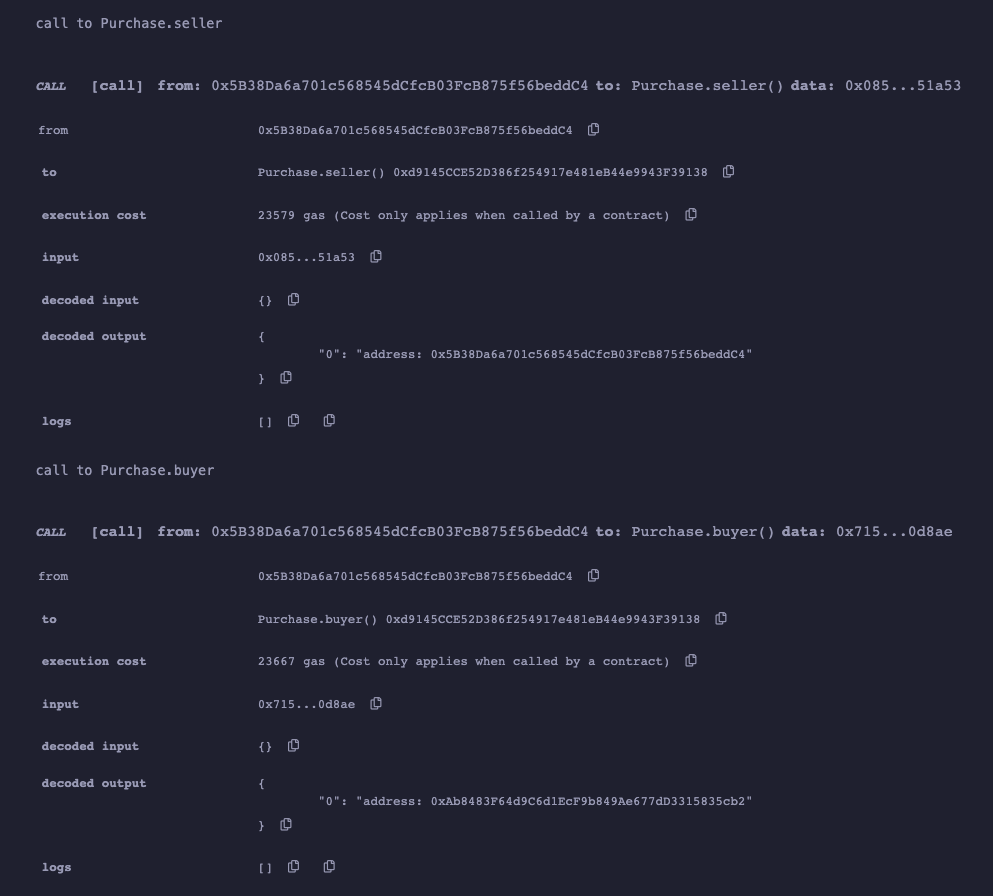 call to Purchase.seller
CALL [call] from: 0x5B38Da6a701c568545dCfcB03FcB875f56beddC4 to: Purchase.seller() data: 0x085...51a53
from 0x5B38Da6a701c568545dCfcB03FcB875f56beddC4
to Purchase.seller() 0xd9145CCE52D386f254917e481eB44e9943F39138
execution cost 23579 gas (Cost only applies when called by a contract)
input 0x085...51a53
decoded input {}
decoded output {
"0": "address: 0x5B38Da6a701c568545dCfcB03FcB875f56beddC4"
}
logs []
call to Purchase.buyer
CALL [call] from: 0x5B38Da6a701c568545dCfcB03FcB875f56beddC4 to: Purchase.buyer() data: 0x715...0d8ae
from 0x5B38Da6a701c568545dCfcB03FcB875f56beddC4
to Purchase.buyer() 0xd9145CCE52D386f254917e481eB44e9943F39138
execution cost 23667 gas (Cost only applies when called by a contract)
input 0x715...0d8ae
decoded input {}
decoded output {
"0": "address: 0xAb8483F64d9C6d1EcF9b849Ae677dD3315835cb2"
}
logs []